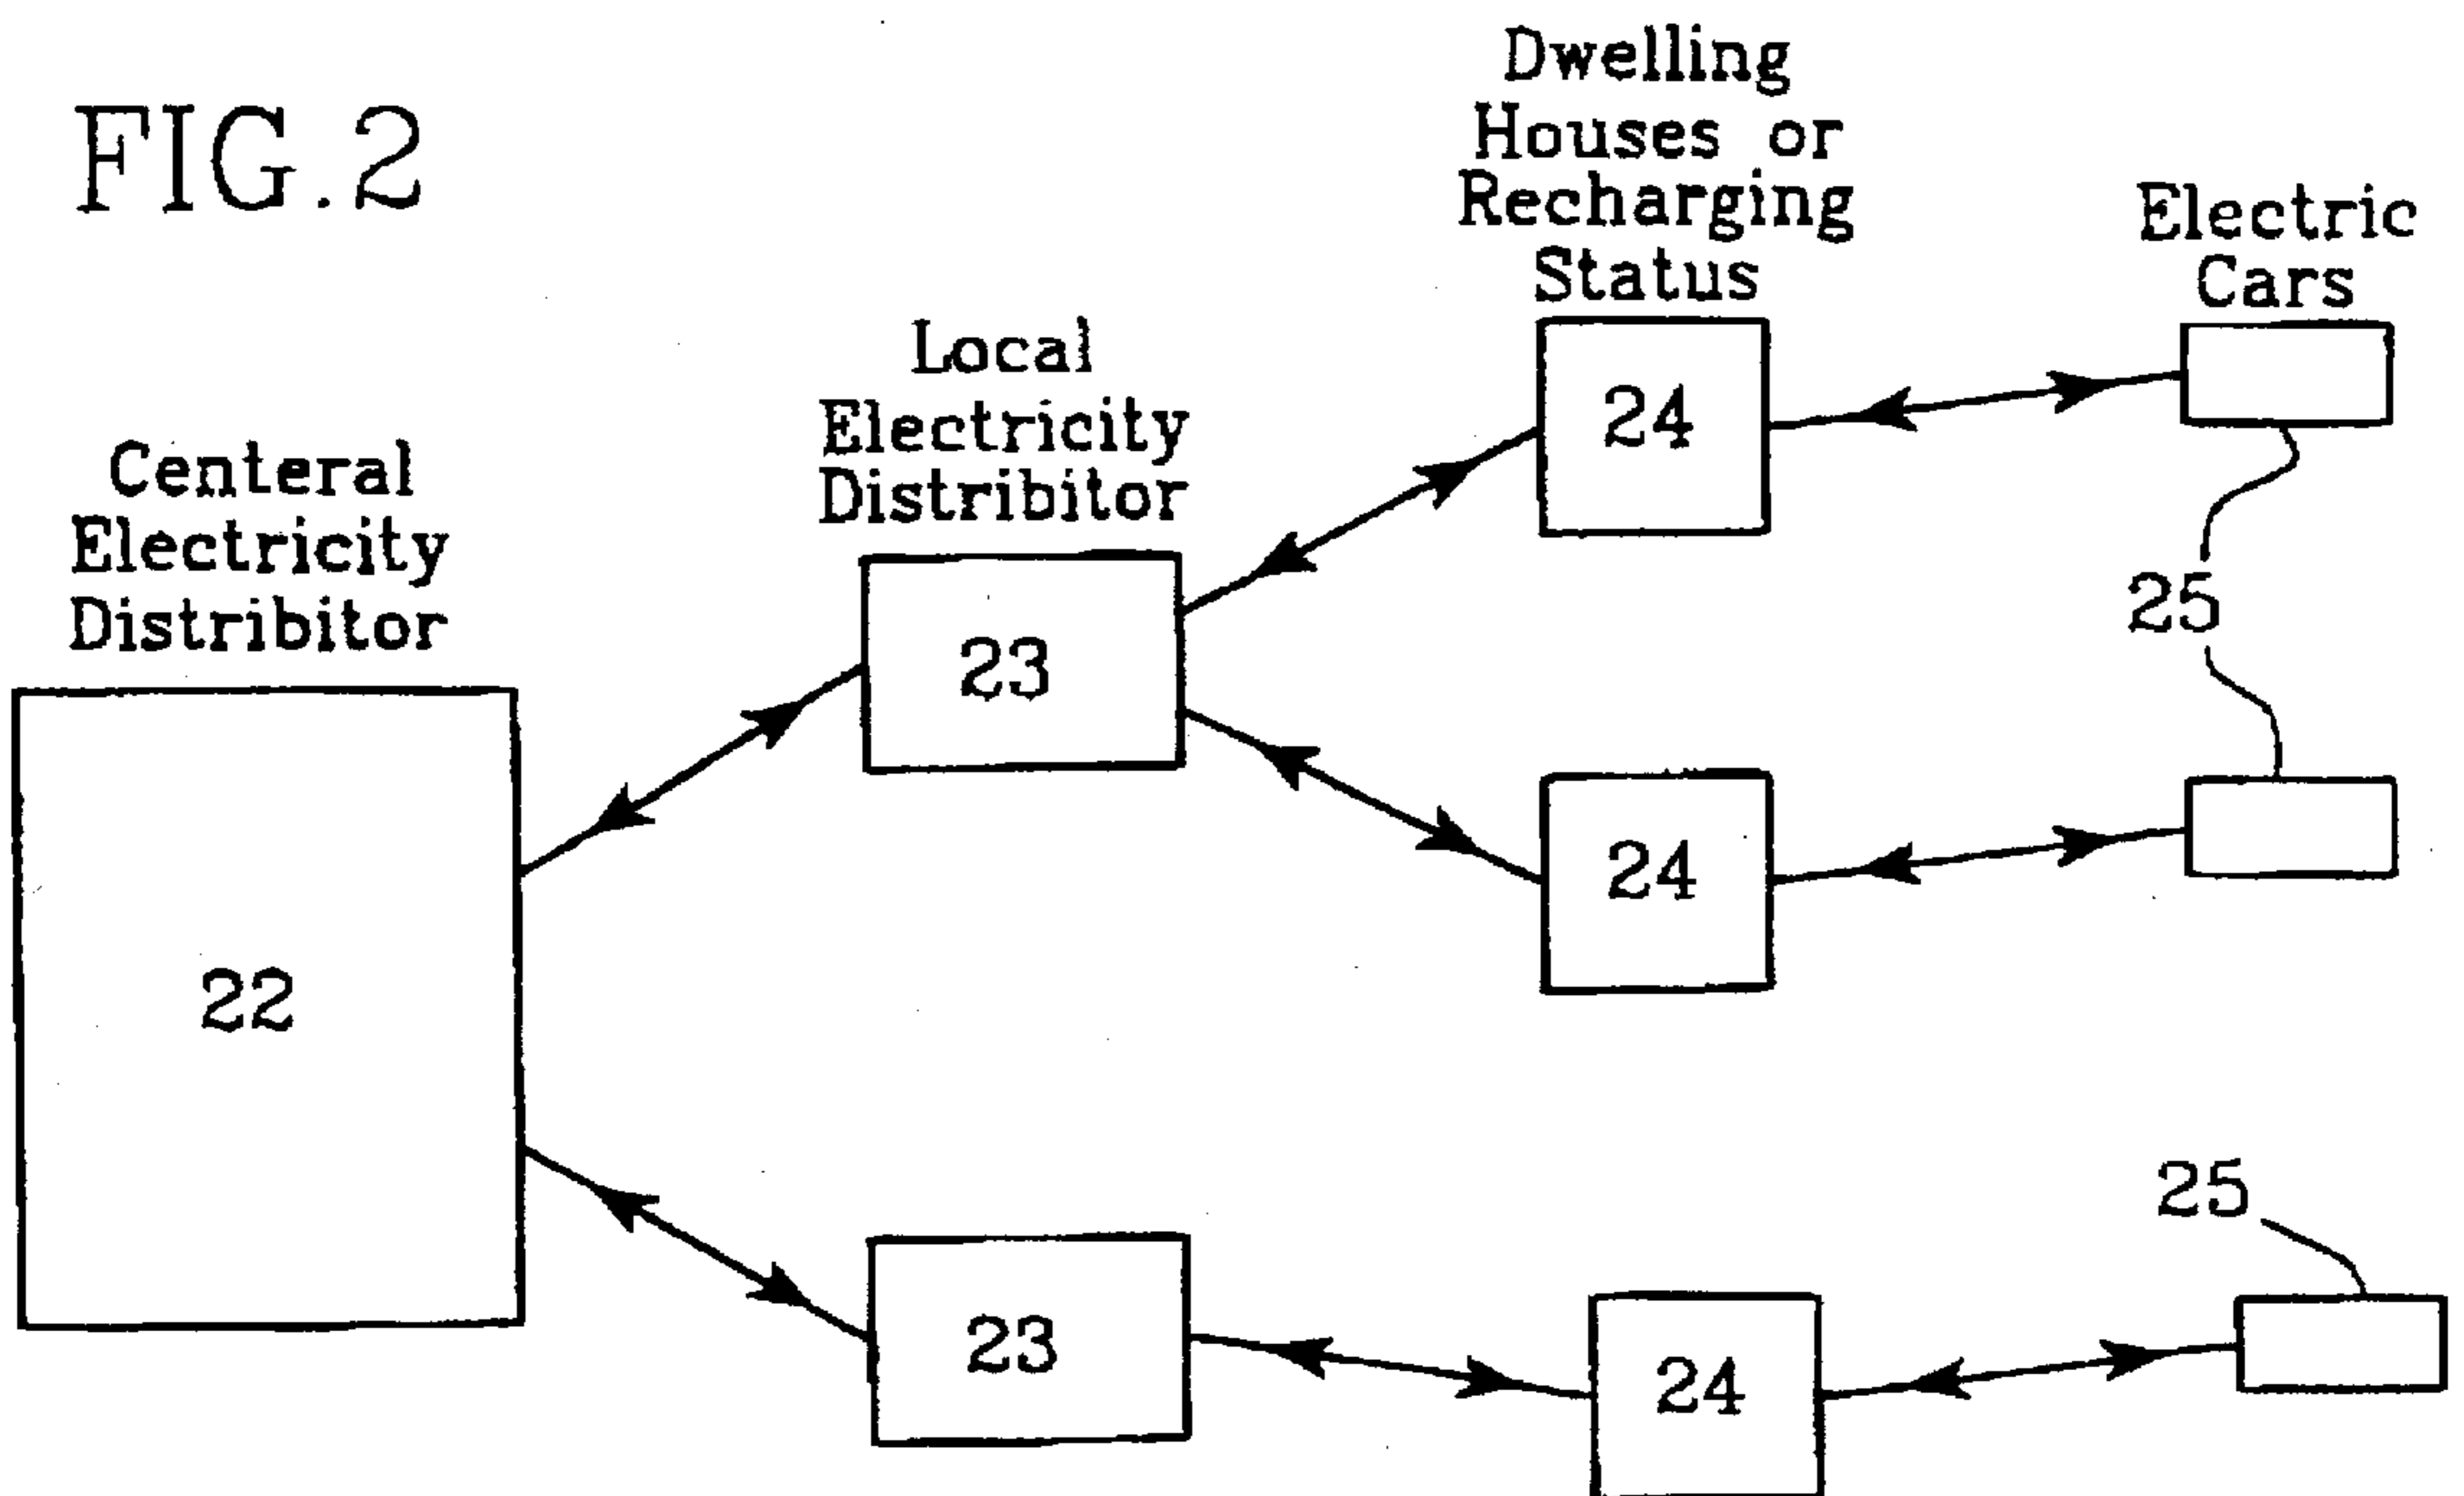 FIG.2
Dwelling
Houses or
Recharging
Status
Electric
Cars
Local
Electricity
Distribitor
Centeral
Electricity
Distribitor
24
25
23
24
22
25
23
24